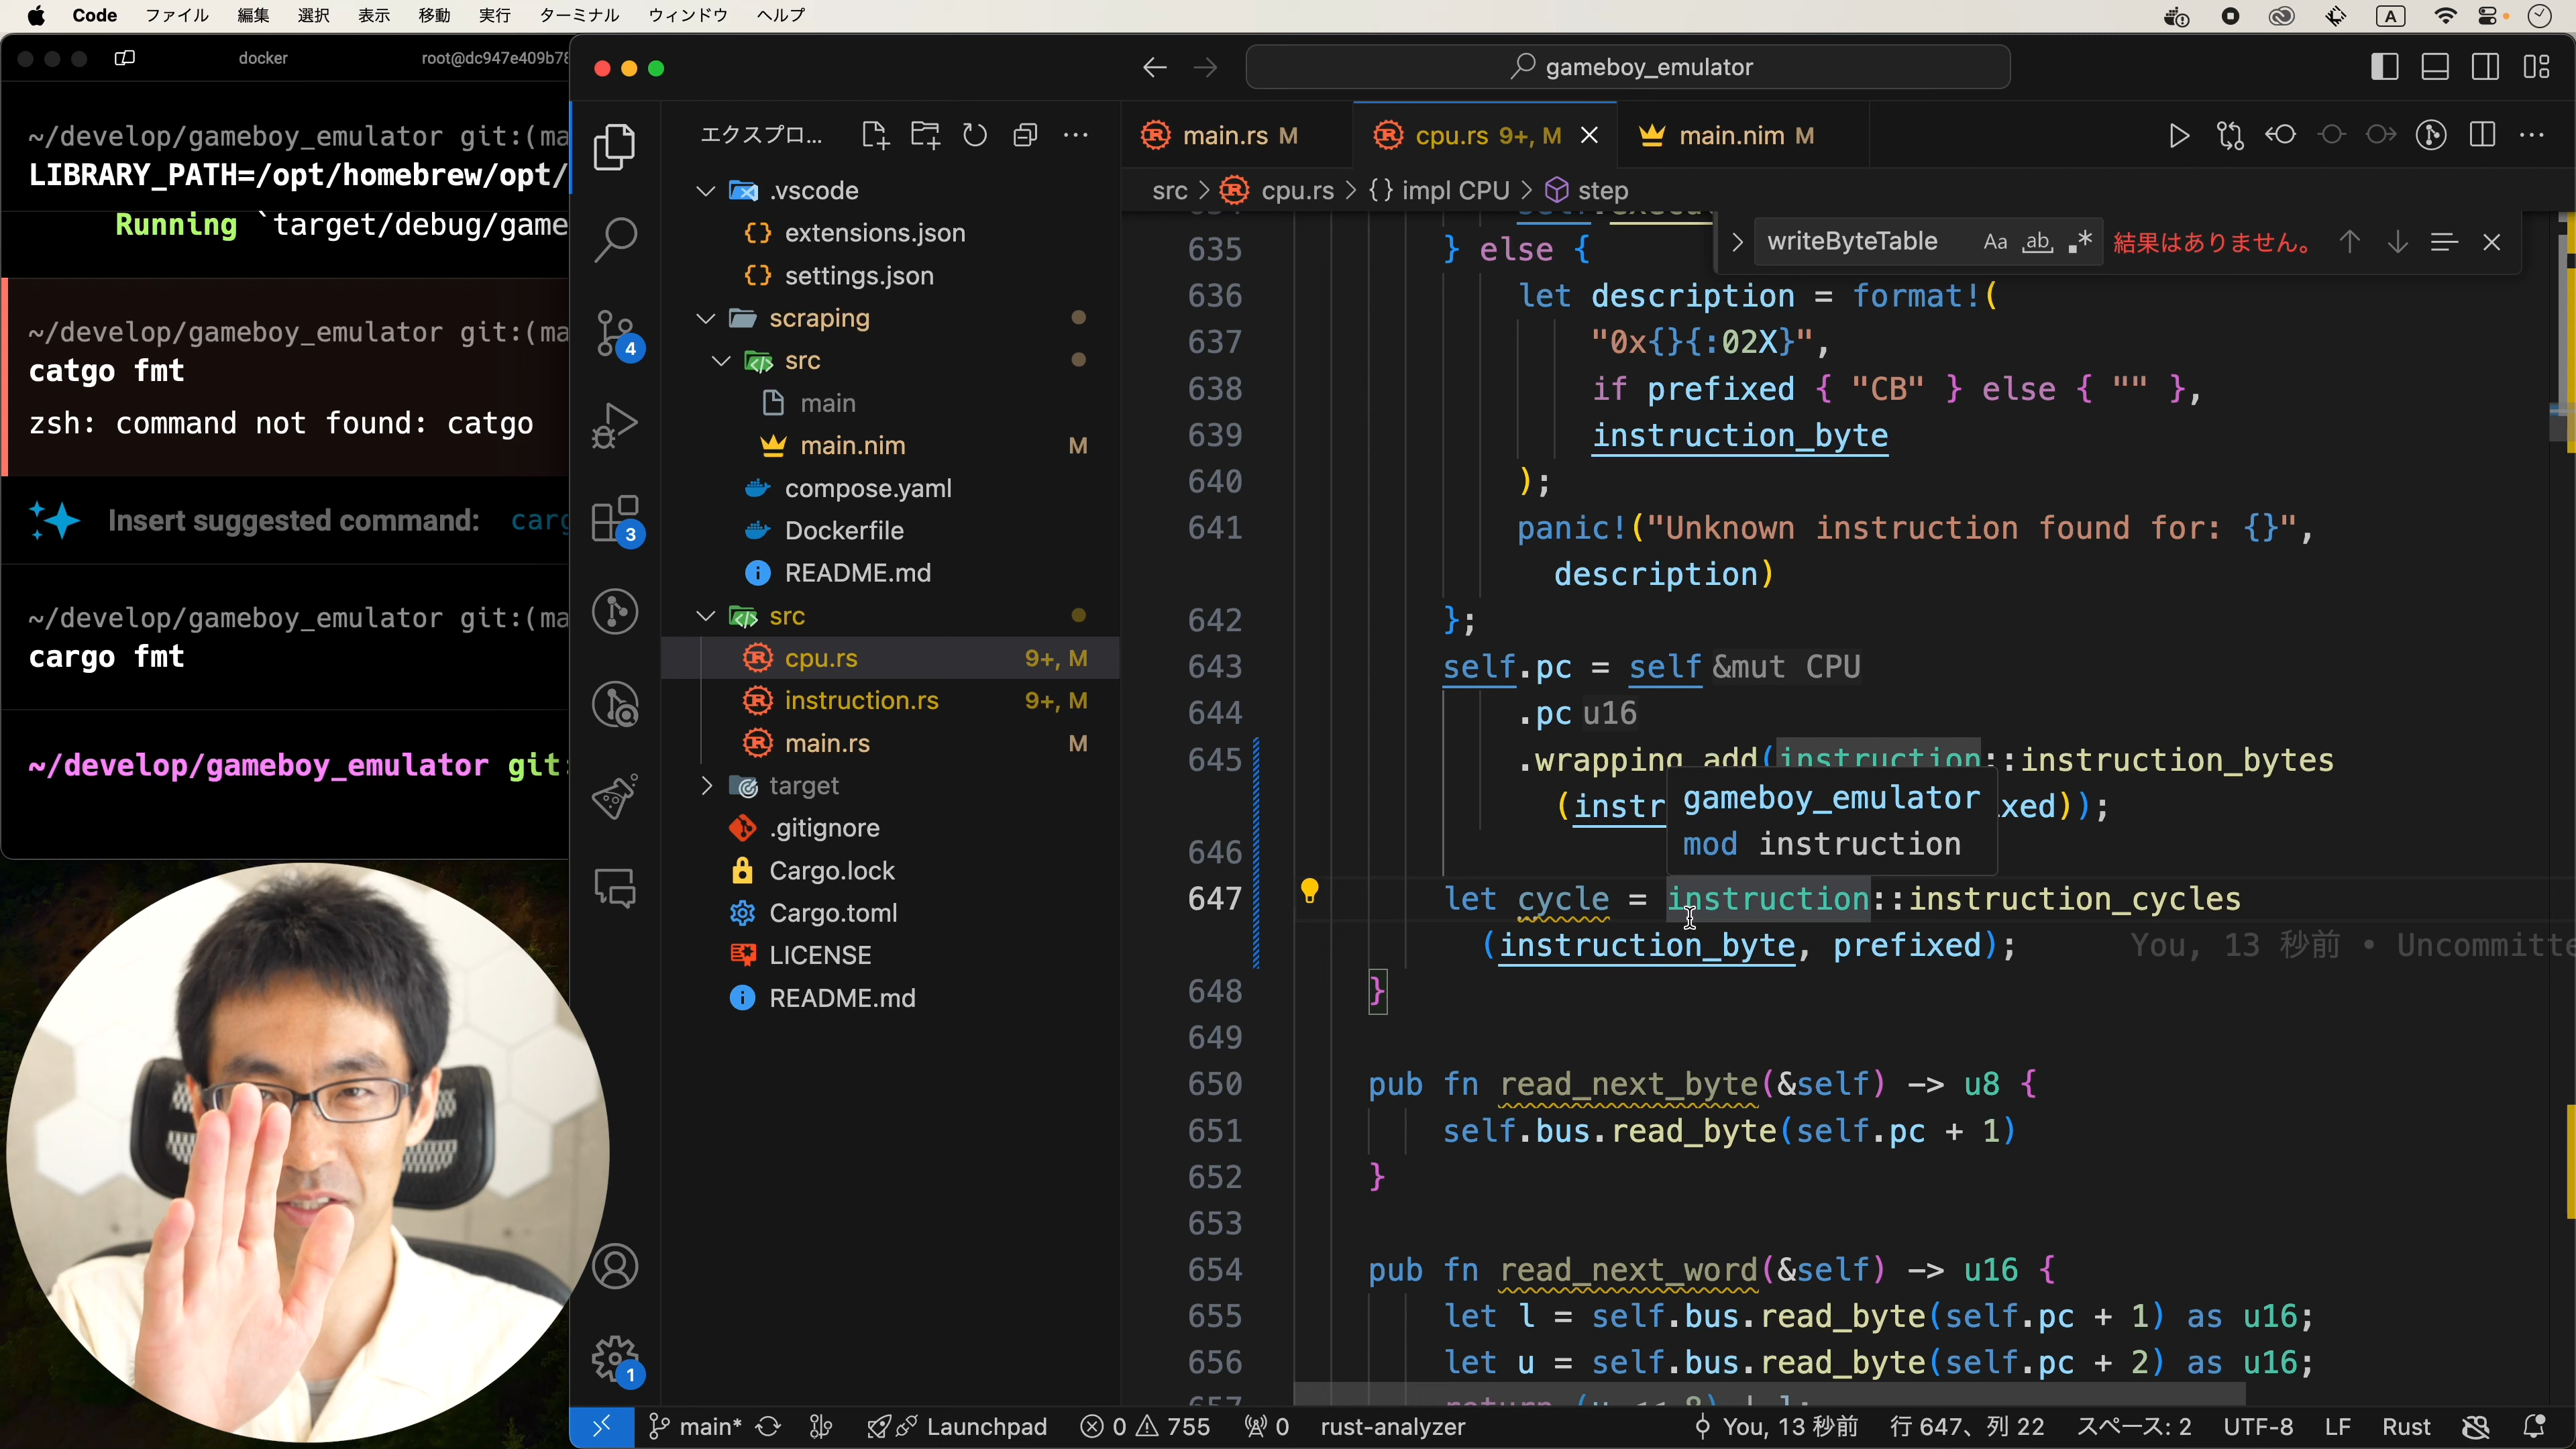 Code ファイル 編集 選択 表示 移動 実行 ターミナル ウィンドウ ヘルプ
A
docker root@dc947e409b78
~/develop/gameboy_emulator git:(ma
LIBRARY_PATH=/opt/homebrew/opt/
Running `target/debug/game
~/develop/gameboy_emulator git:(ma
catgo fmt
zsh: command not found: catgo
Insert suggested command: carg
~/develop/gameboy_emulator git:(ma
cargo fmt
~/develop/gameboy_emulator git:
gameboy_emulator
4
3
1
エクスプロ...
.vscode
extensions.json
settings.json
scraping
src
main
main.nim M
compose.yaml
Dockerfile
README.md
src
cpu.rs 9+, M
instruction.rs 9+, M
main.rs M
target
.gitignore
Cargo.lock
Cargo.toml
LICENSE
README.md
main.rs M cpu.rs 9+, M main.nim M
src > cpu.rs > {} impl CPU > step
writeByteTable Aa ab .* 結果はありません。
635 } else {
636 let description = format!(
637 "0x{}{:02X}",
638 if prefixed { "CB" } else { "" },
639 instruction_byte
640 );
641 panic!("Unknown instruction found for: {}",
description)
642 };
643 self.pc = self &mut CPU
644 .pc u16
645 .wrapping_add(instruction::instruction_bytes
(instr xed));
gameboy_emulator
mod instruction
646
647 let cycle = instruction::instruction_cycles
(instruction_byte, prefixed); You, 13 秒前 • Uncommitte
648 }
649
650 pub fn read_next_byte(&self) -> u8 {
651 self.bus.read_byte(self.pc + 1)
652 }
653
654 pub fn read_next_word(&self) -> u16 {
655 let l = self.bus.read_byte(self.pc + 1) as u16;
656 let u = self.bus.read_byte(self.pc + 2) as u16;
main* Launchpad 0 755 0 rust-analyzer You, 13 秒前 行 647、列 22 スペース: 2 UTF-8 LF Rust